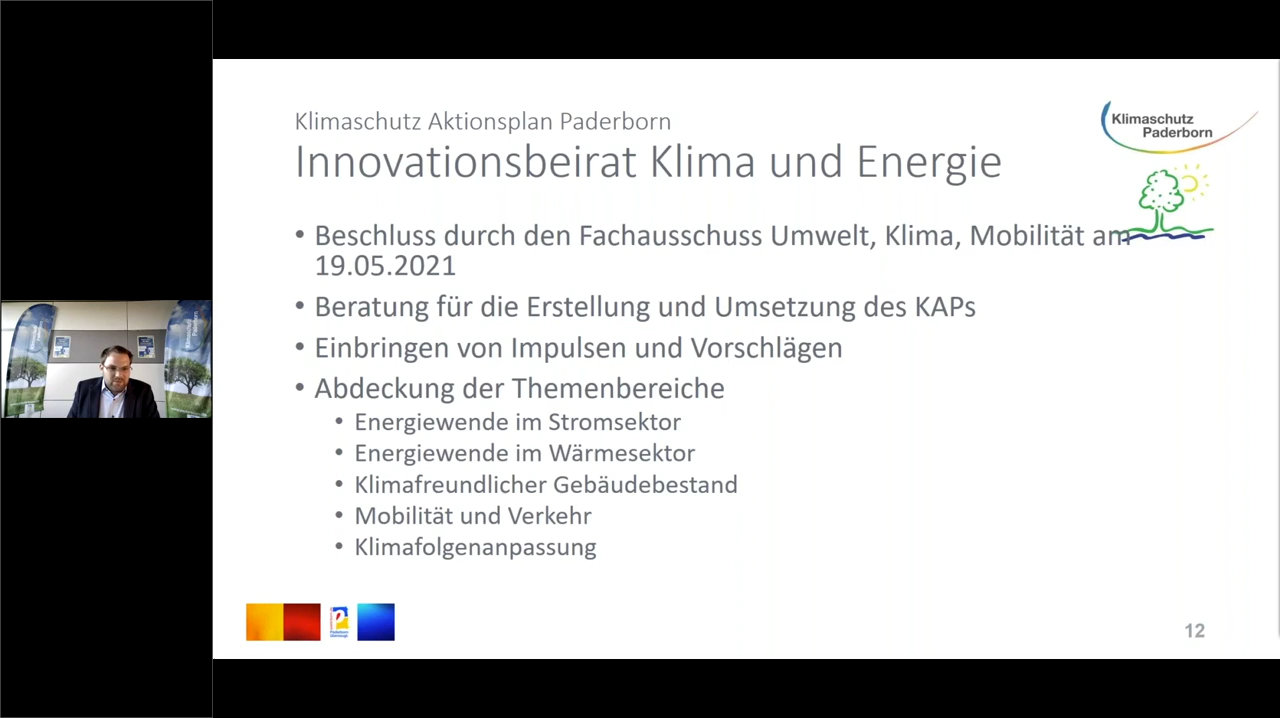 Klimaschutz Aktionsplan Paderborn
Innovationsbeirat Klima und Energie
Klimaschutz
Paderborn
• Beschluss durch den Fachausschuss Umwelt, Klima, Mobilität am
19.05.2021
• Beratung für die Erstellung und Umsetzung des KAPs
• Einbringen von Impulsen und Vorschlägen
• Abdeckung der Themenbereiche
• Energiewende im Stromsektor
• Energiewende im Wärmesektor
• Klimafreundlicher Gebäudebestand
• Mobilität und Verkehr
• Klimafolgenanpassung
Paderborn
überzeugt.
12